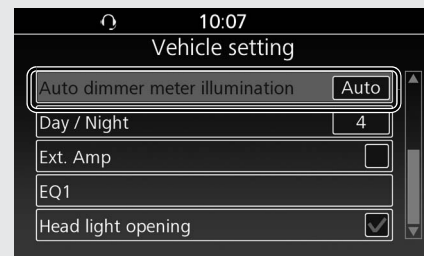 10:07
Vehicle setting
Auto dimmer meter illumination Auto
Day / Night 4
Ext. Amp
EQ1
Head light opening